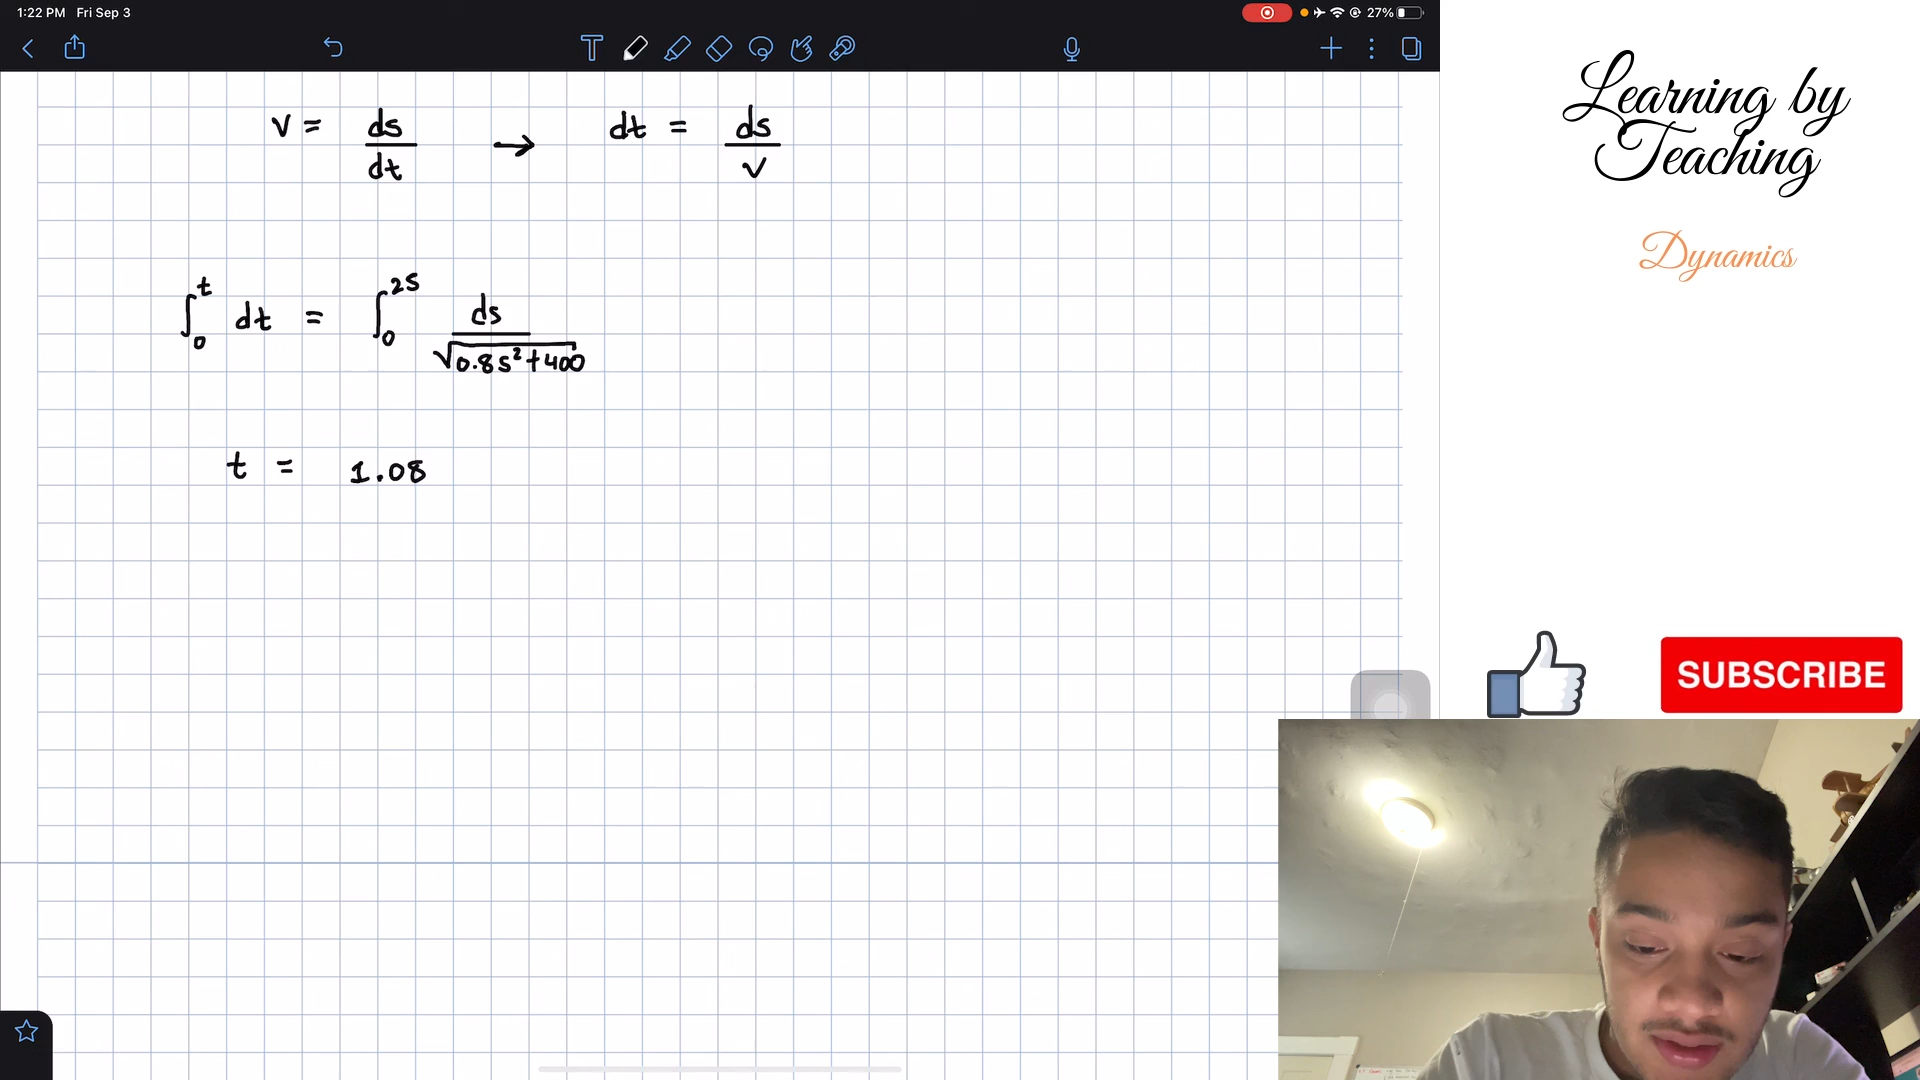 1:22 PM Fri Sep 3
27%
v = ds/dt → dt = ds/v
∫₀ᵗ dt = ∫₀²⁵ ds/√(0.8s²+400)
t = 1.08
Learning by
Teaching
Dynamics
SUBSCRIBE